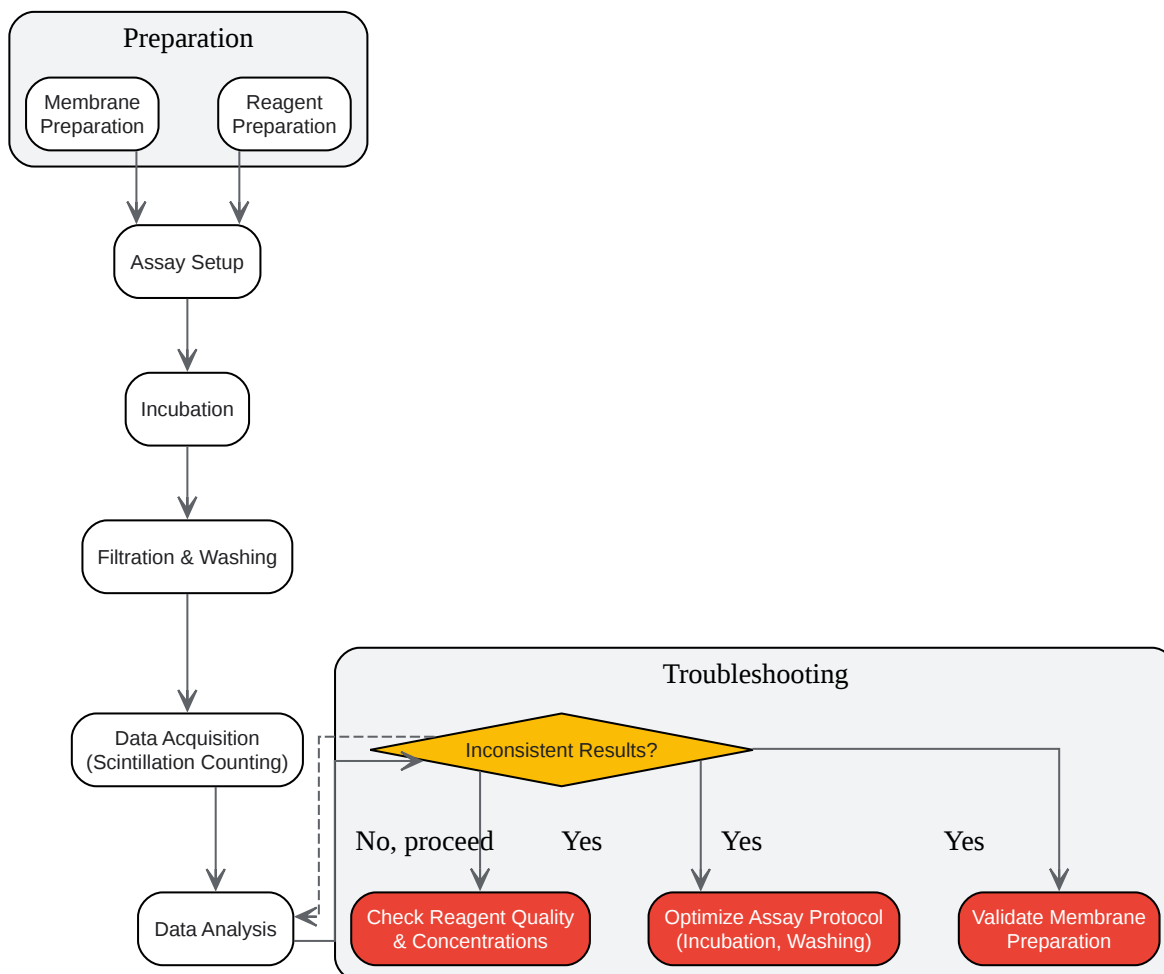 Preparation
Membrane
Preparation
Reagent
Preparation
Assay Setup
Incubation
Filtration & Washing
Troubleshooting
Data Acquisition
(Scintillation Counting)
Inconsistent Results?
No, proceed
Yes
Yes
Yes
Data Analysis
Check Reagent Quality
& Concentrations
Optimize Assay Protocol
(Incubation, Washing)
Validate Membrane
Preparation